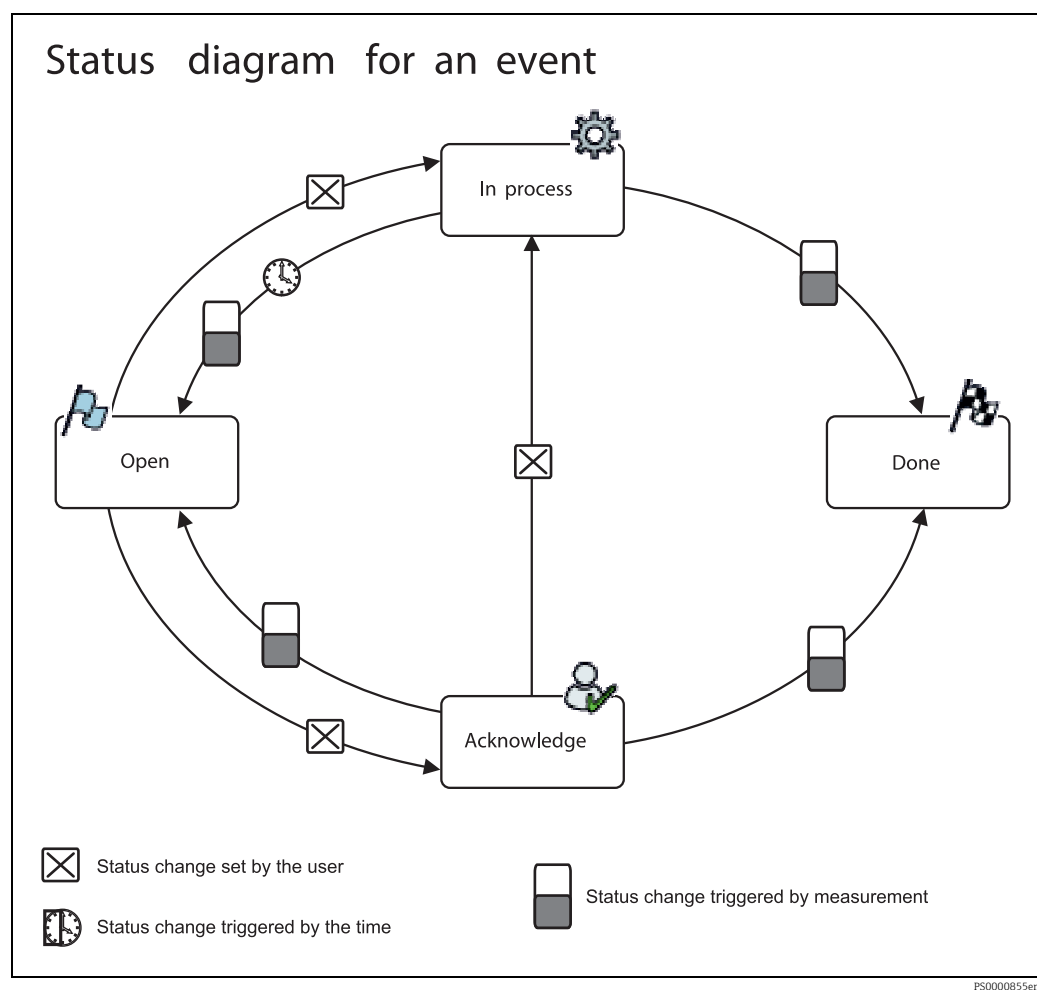 Status diagram for an event
In process
Open
Done
Acknowledge
Status change set by the user
Status change triggered by measurement
Status change triggered by the time
PS0000855en